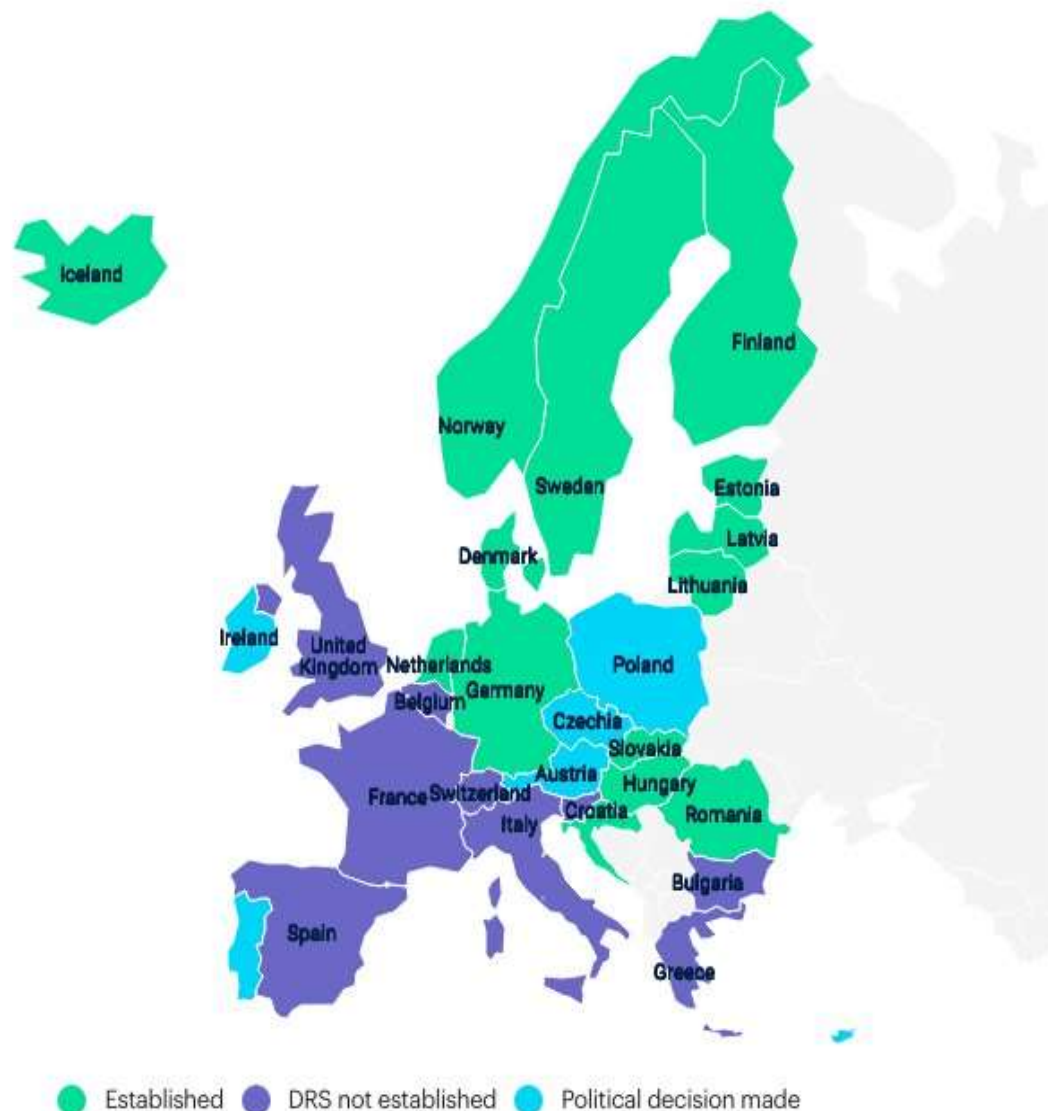 Iceland
Finland
Norway
Sweden
Estonia
Latvia
Denmark
Lithuania
Ireland
United
Kingdom
Netherlands
Poland
Germany
Belgium
Czechia
Slovakia
Austria
Hungary
France
Switzerland
Croatia
Romania
Italy
Bulgaria
Spain
Greece
Established DRS not established Political decision made